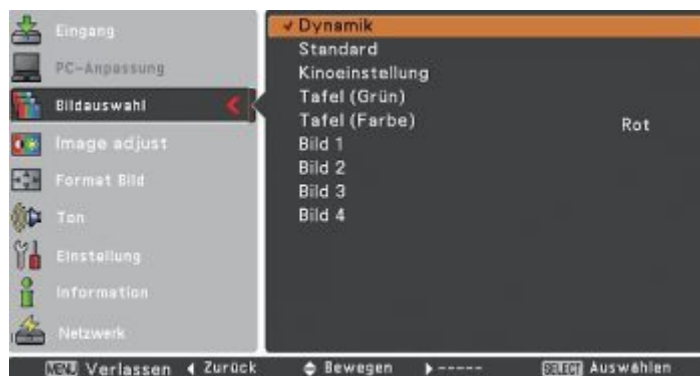 Eingang
PC-Anpassung
Bildauswahl
Image adjust
Format Bild
Ton
Einstellung
Information
Netzwerk
Dynamik
Standard
Kinoeinstellung
Tafel (Grün)
Tafel (Farbe) Rot
Bild 1
Bild 2
Bild 3
Bild 4
MENU Verlassen Zurück Bewegen ----- SELECT Auswählen